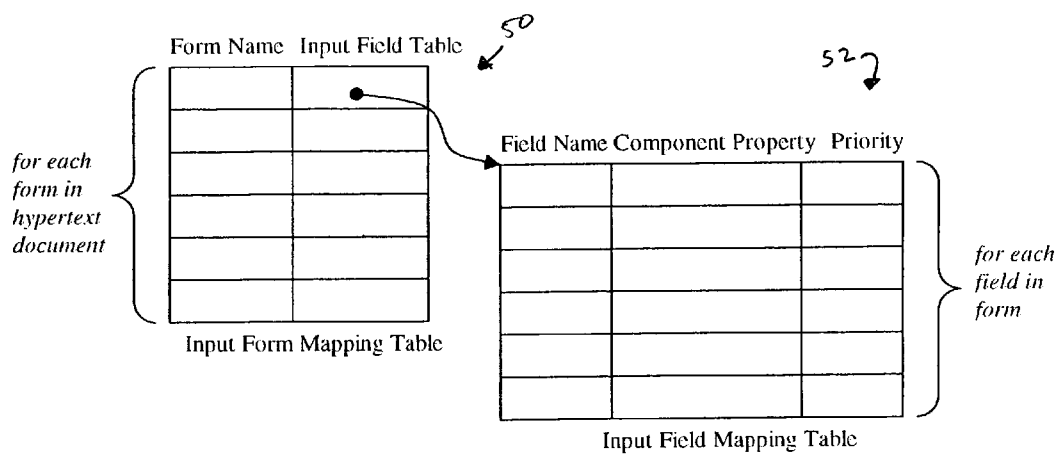 Form Name Input Field Table
50
52
Field Name Component Property Priority
for each
form in
hypertext
document
for each
field in
form
Input Form Mapping Table
Input Field Mapping Table